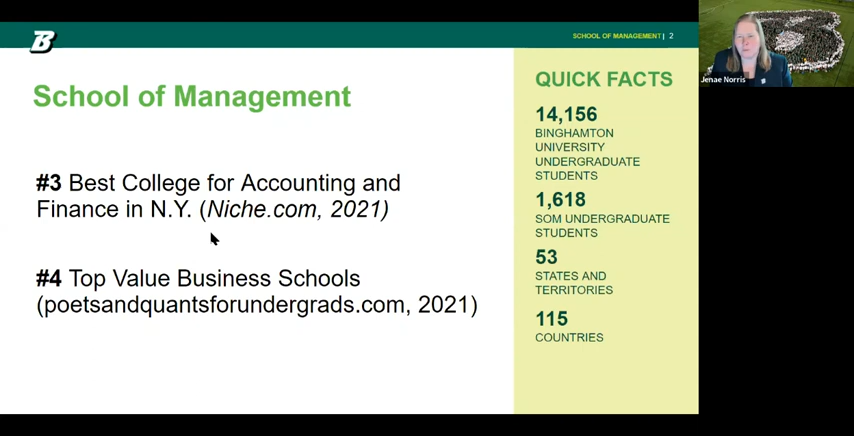 B
SCHOOL OF MANAGEMENT | 2
School of Management
#3 Best College for Accounting and
Finance in N.Y. (Niche.com, 2021)
#4 Top Value Business Schools
(poetsandquantsforundergrads.com, 2021)
QUICK FACTS
14,156
BINGHAMTON
UNIVERSITY
UNDERGRADUATE
STUDENTS
1,618
SOM UNDERGRADUATE
STUDENTS
53
STATES AND
TERRITORIES
115
COUNTRIES
Jenae Norris